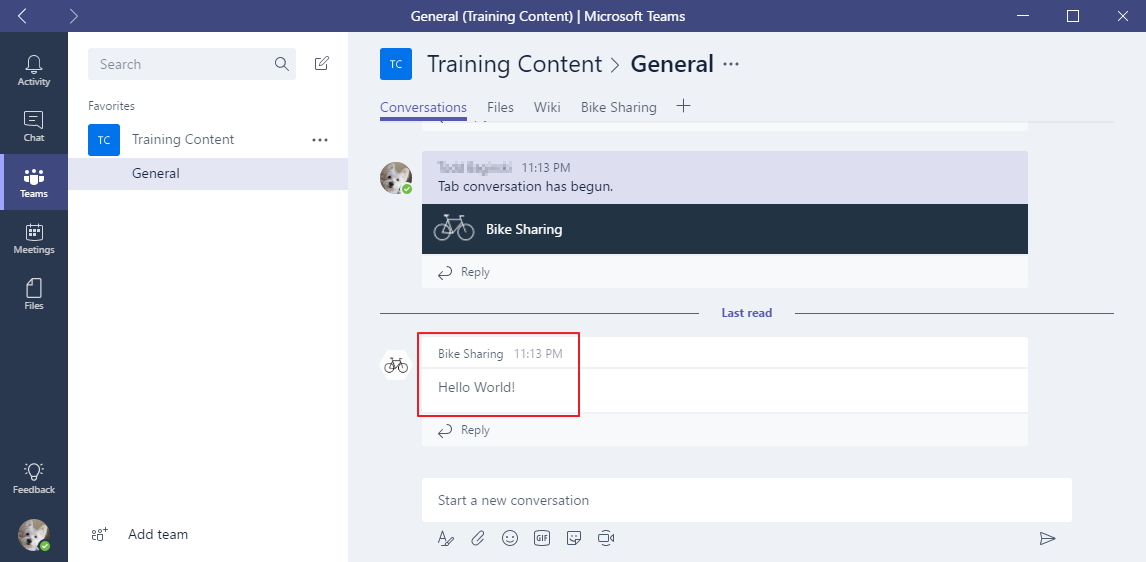 General (Training Content) | Microsoft Teams
Activity
Chat
Teams
Meetings
Files
Feedback
Search
Favorites
TC Training Content
General
Add team
TC Training Content > General
Conversations Files Wiki Bike Sharing
11:13 PM
Tab conversation has begun.
Bike Sharing
Reply
Last read
Bike Sharing 11:13 PM
Hello World!
Reply
Start a new conversation
GIF